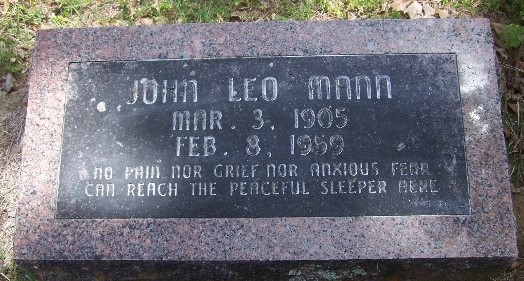 JOHN LEO MANN
MAR. 3, 1905
FEB. 8, 1959
NO PAIN NOR GRIEF NOR ANXIOUS FEAR
CAN REACH THE PEACEFUL SLEEPER HERE